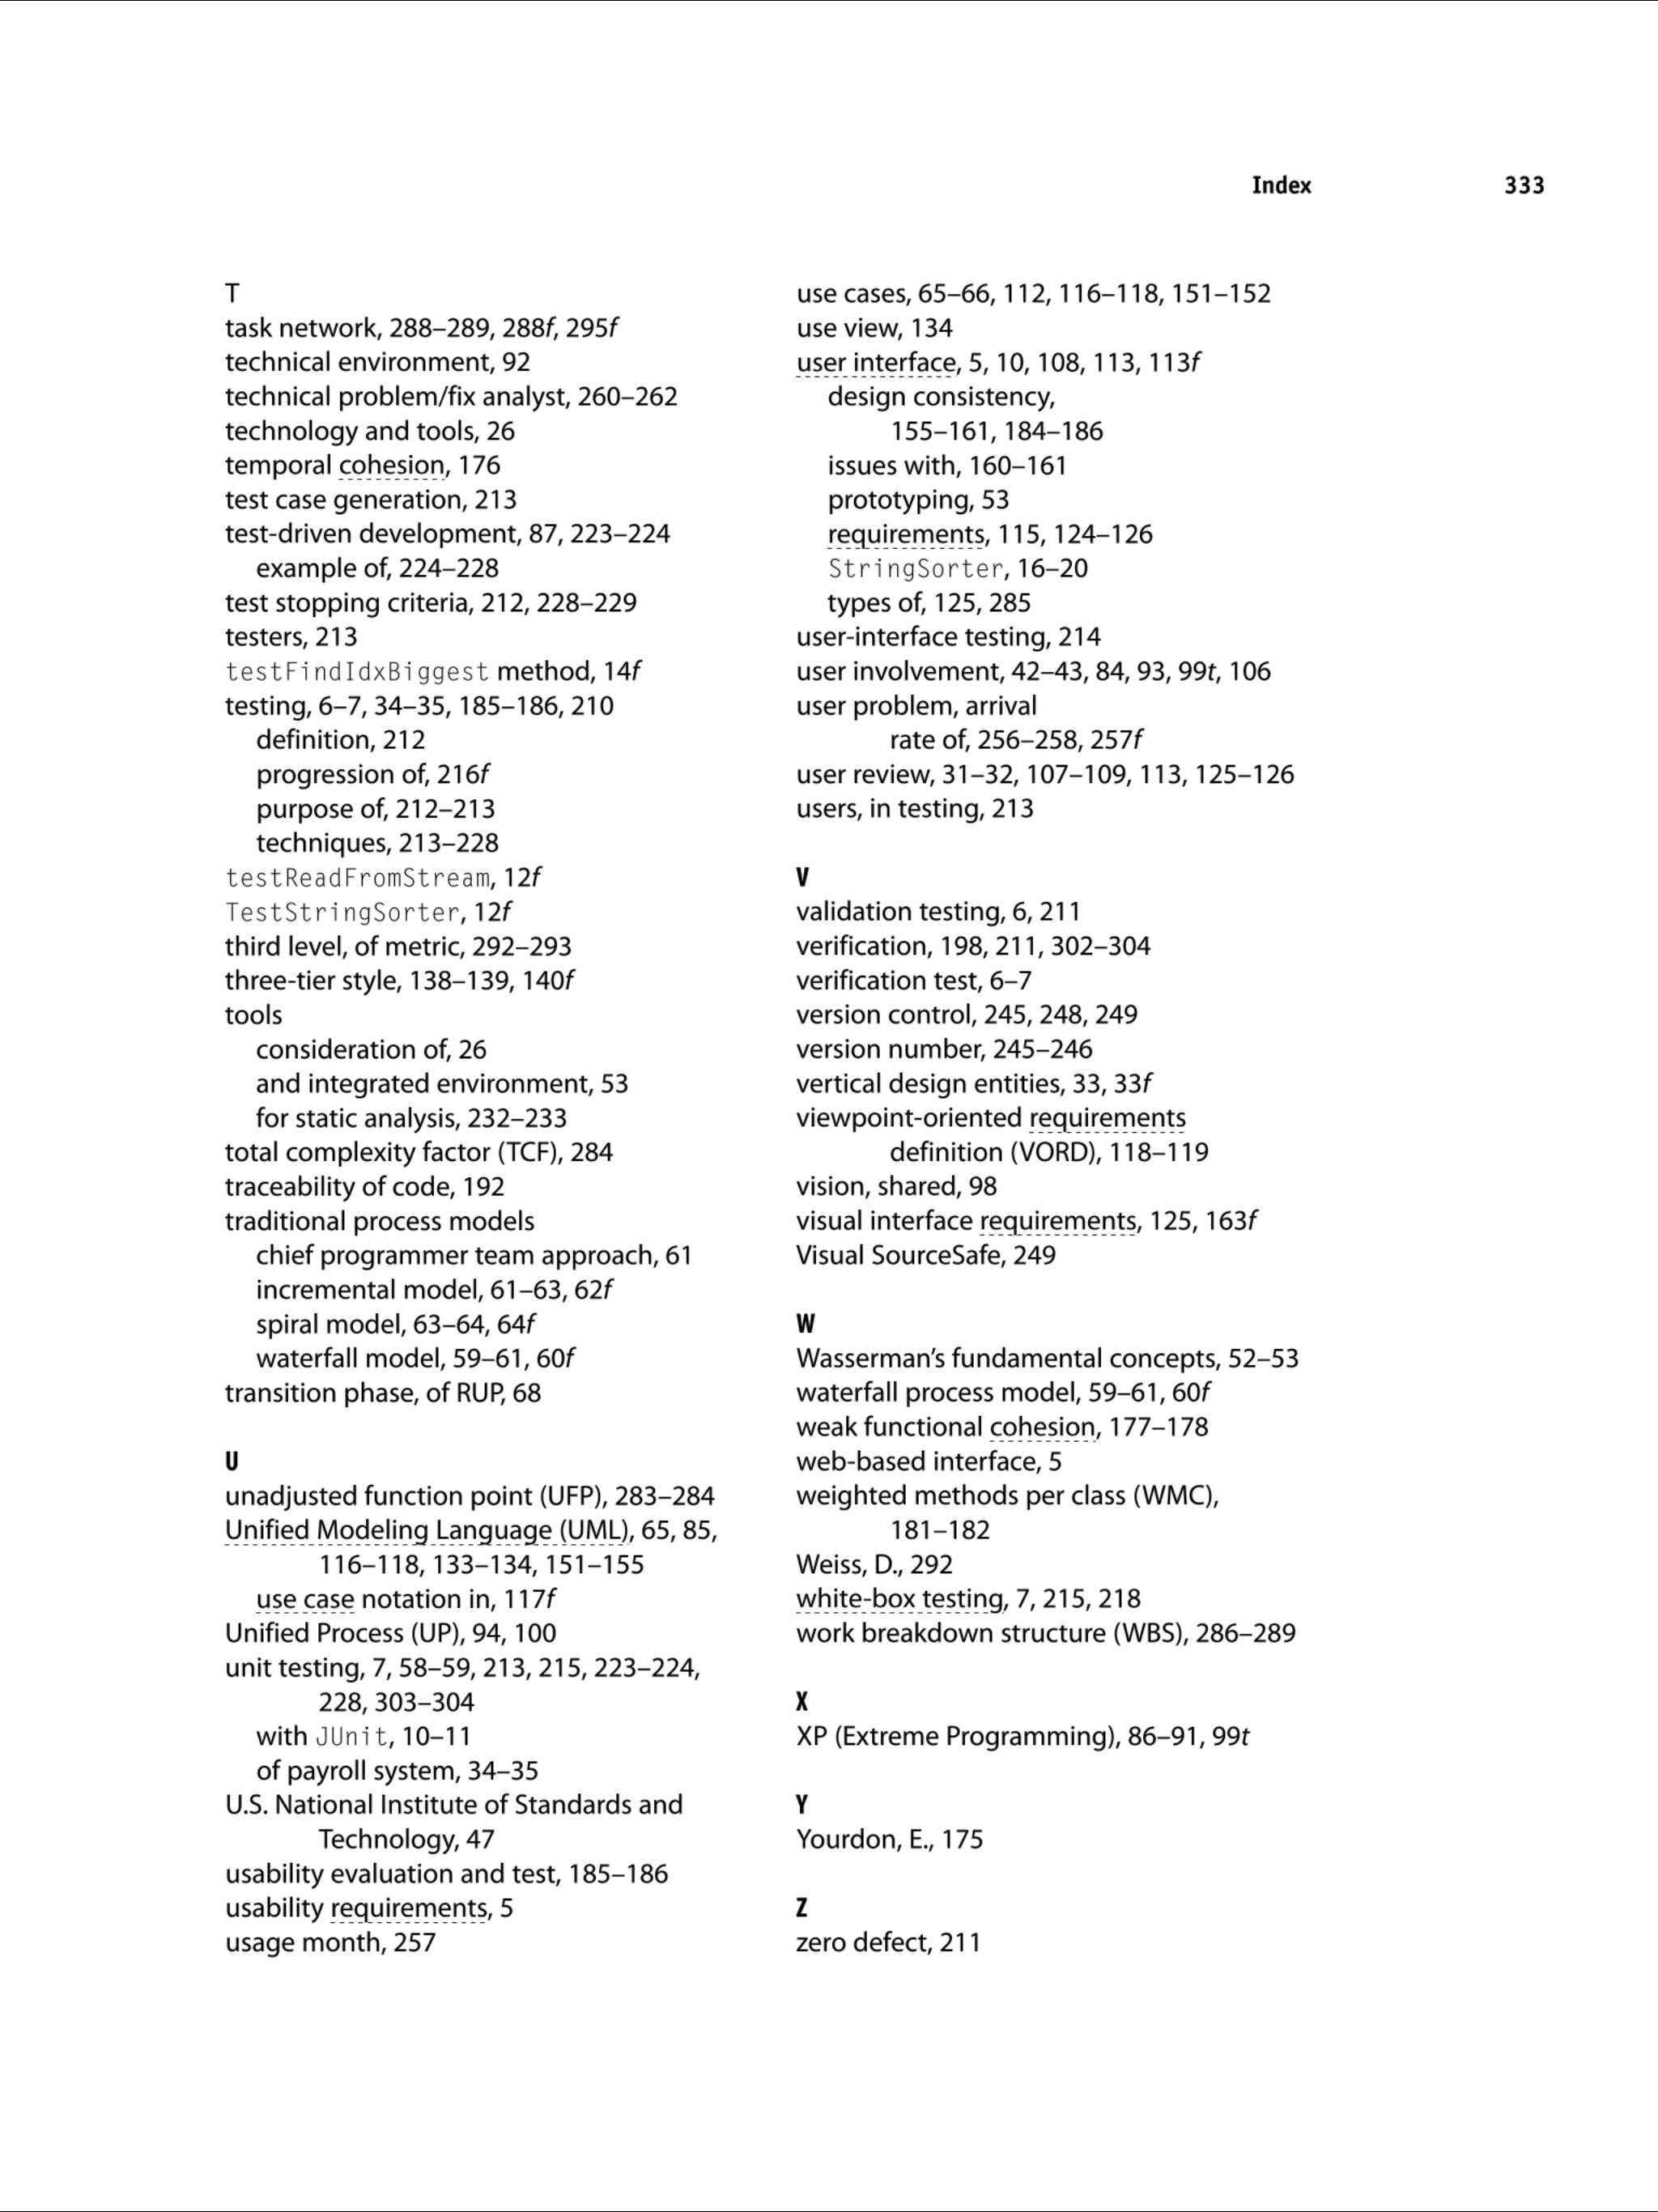 Index 333
T
task network, 288–289, 288f, 295f
technical environment, 92
technical problem/fix analyst, 260–262
technology and tools, 26
temporal cohesion, 176
test case generation, 213
test-driven development, 87, 223–224
example of, 224–228
test stopping criteria, 212, 228–229
testers, 213
testFindIdxBiggest method, 14f
testing, 6–7, 34–35, 185–186, 210
definition, 212
progression of, 216f
purpose of, 212–213
techniques, 213–228
testReadFromStream, 12f
TestStringSorter, 12f
third level, of metric, 292–293
three-tier style, 138–139, 140f
tools
consideration of, 26
and integrated environment, 53
for static analysis, 232–233
total complexity factor (TCF), 284
traceability of code, 192
traditional process models
chief programmer team approach, 61
incremental model, 61–63, 62f
spiral model, 63–64, 64f
waterfall model, 59–61, 60f
transition phase, of RUP, 68
U
unadjusted function point (UFP), 283–284
Unified Modeling Language (UML), 65, 85,
116–118, 133–134, 151–155
use case notation in, 117f
Unified Process (UP), 94, 100
unit testing, 7, 58–59, 213, 215, 223–224,
228, 303–304
with JUnit, 10–11
of payroll system, 34–35
U.S. National Institute of Standards and
Technology, 47
usability evaluation and test, 185–186
usability requirements, 5
usage month, 257
use cases, 65–66, 112, 116–118, 151–152
use view, 134
user interface, 5, 10, 108, 113, 113f
design consistency,
155–161, 184–186
issues with, 160–161
prototyping, 53
requirements, 115, 124–126
StringSorter, 16–20
types of, 125, 285
user-interface testing, 214
user involvement, 42–43, 84, 93, 99t, 106
user problem, arrival
rate of, 256–258, 257f
user review, 31–32, 107–109, 113, 125–126
users, in testing, 213
V
validation testing, 6, 211
verification, 198, 211, 302–304
verification test, 6–7
version control, 245, 248, 249
version number, 245–246
vertical design entities, 33, 33f
viewpoint-oriented requirements
definition (VORD), 118–119
vision, shared, 98
visual interface requirements, 125, 163f
Visual SourceSafe, 249
W
Wasserman’s fundamental concepts, 52–53
waterfall process model, 59–61, 60f
weak functional cohesion, 177–178
web-based interface, 5
weighted methods per class (WMC),
181–182
Weiss, D., 292
white-box testing, 7, 215, 218
work breakdown structure (WBS), 286–289
X
XP (Extreme Programming), 86–91, 99t
Y
Yourdon, E., 175
Z
zero defect, 211